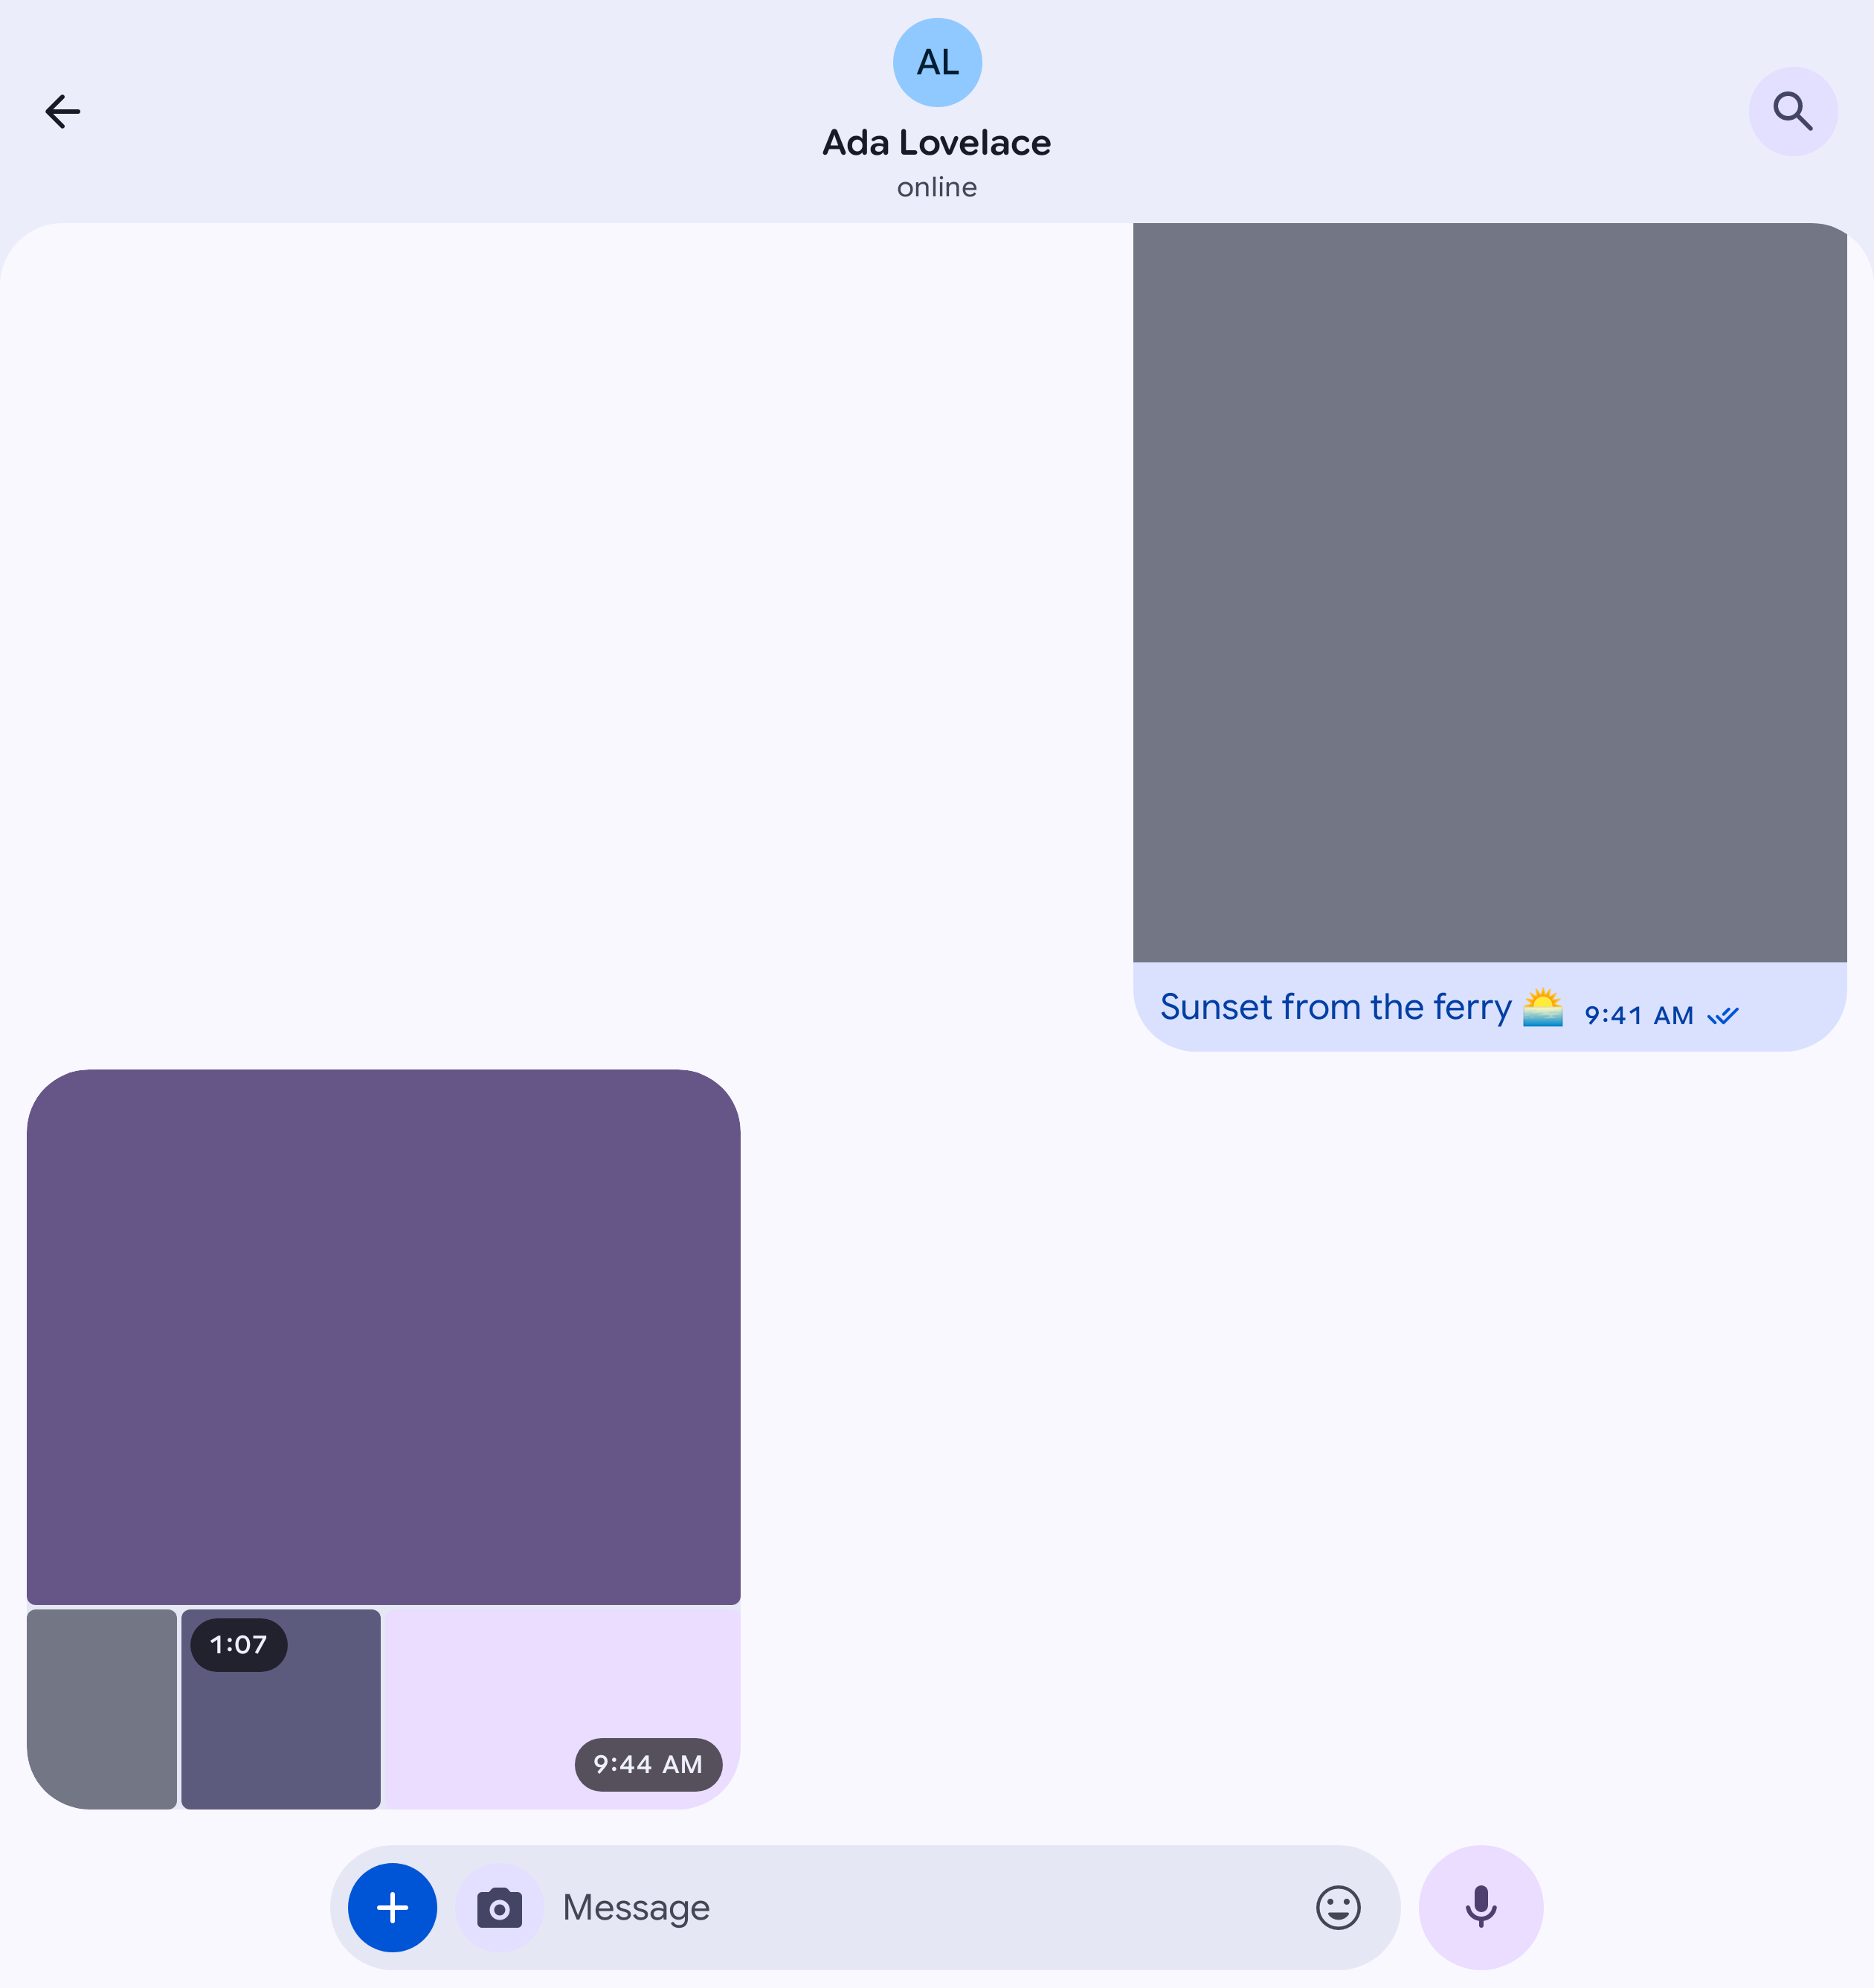 AL
Ada Lovelace
online
Sunset from the ferry 🌅 9:41 AM
1:07
9:44 AM
Message